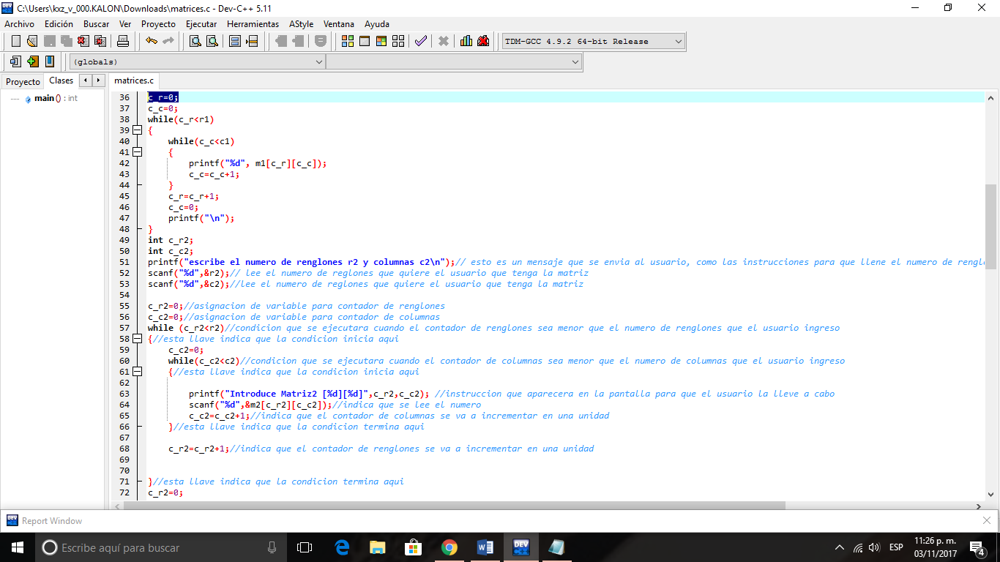 C:\Users\kxz_v_000.KALON\Downloads\matrices.c - Dev-C++ 5.11
Archivo Edición Buscar Ver Proyecto Ejecutar Herramientas AStyle Ventana Ayuda
TDM-GCC 4.9.2 64-bit Release
(globals)
Proyecto Clases matrices.c
main () : int
36 c_r=0;
37 c_c=0;
38 while(c_r<r1)
39 {
40 while(c_c<c1)
41 {
42 printf("%d", m1[c_r][c_c]);
43 c_c=c_c+1;
44 }
45 c_r=c_r+1;
46 c_c=0;
47 printf("\n");
48 }
49 int c_r2;
50 int c_c2;
51 printf("escribe el numero de renglones r2 y columnas c2\n");// esto es un mensaje que se envia al usuario, como las instrucciones para que llene el numero de rengl
52 scanf("%d",&r2);// lee el numero de reglones que quiere el usuario que tenga la matriz
53 scanf("%d",&c2);//lee el numero de reglones que quiere el usuario que tenga la matriz
54
55 c_r2=0;//asignacion de variable para contador de renglones
56 c_c2=0;//asignacion de variable para contador de columnas
57 while (c_r2<r2)//condicion que se ejecutara cuando el contador de renglones sea menor que el numero de renglones que el usuario ingreso
58 {//esta llave indica que la condicion inicia aqui
59 c_c2=0;
60 while(c_c2<c2)//condicion que se ejecutara cuando el contador de columnas sea menor que el numero de columnas que el usuario ingreso
61 {//esta llave indica que la condicion inicia aqui
62
63 printf("Introduce Matriz2 [%d][%d]",c_r2,c_c2); //instruccion que aparecera en la pantalla para que el usuario la lleve a cabo
64 scanf("%d",&m2[c_r2][c_c2]);//indica que se lee el numero
65 c_c2=c_c2+1;//indica que el contador de columnas se va a incrementar en una unidad
66 }//esta llave indica que la condicion termina aqui
67
68 c_r2=c_r2+1;//indica que el contador de renglones se va a incrementar en una unidad
69
70
71 }//esta llave indica que la condicion termina aqui
72 c_r2=0;
Report Window
Escribe aquí para buscar
ESP
11:26 p. m.
03/11/2017
4